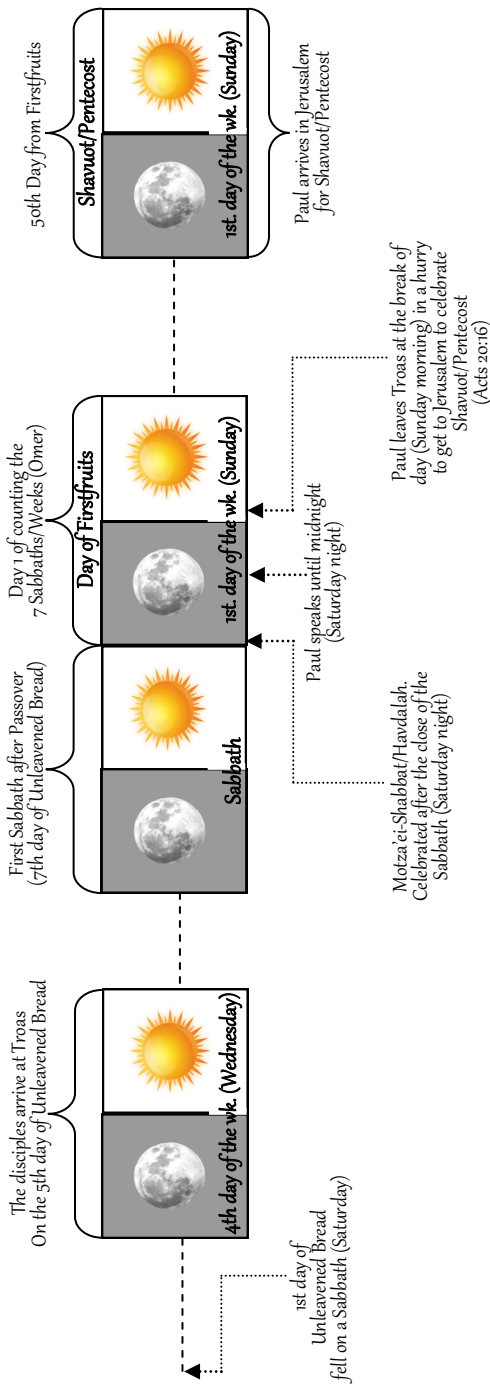 The disciples arrive at Troas
On the 5th day of Unleavened Bread
4th day of the wk. (Wednesday)
1st day of
Unleavened Bread
fell on a Sabbath (Saturday)
First Sabbath after Passover
(7th day of Unleavened Bread)
Sabbath
Motza'ei-Shabbat/Havdalah.
Celebrated after the close of the
Sabbath (Saturday night)
Day 1 of counting the
7 Sabbaths/Weeks (Omer)
Day of Firstfruits
1st. day of the wk. (Sunday)
Paul speaks until midnight
(Saturday night)
Paul leaves Troas at the break of
day (Sunday morning) in a hurry
to get to Jerusalem to celebrate
Shavuot/Pentecost
(Acts 20:16)
50th Day from Firstfruits
Shavuot/Pentecost
1st. day of the wk. (Sunday)
Paul arrives in Jerusalem
for Shavuot/Pentecost